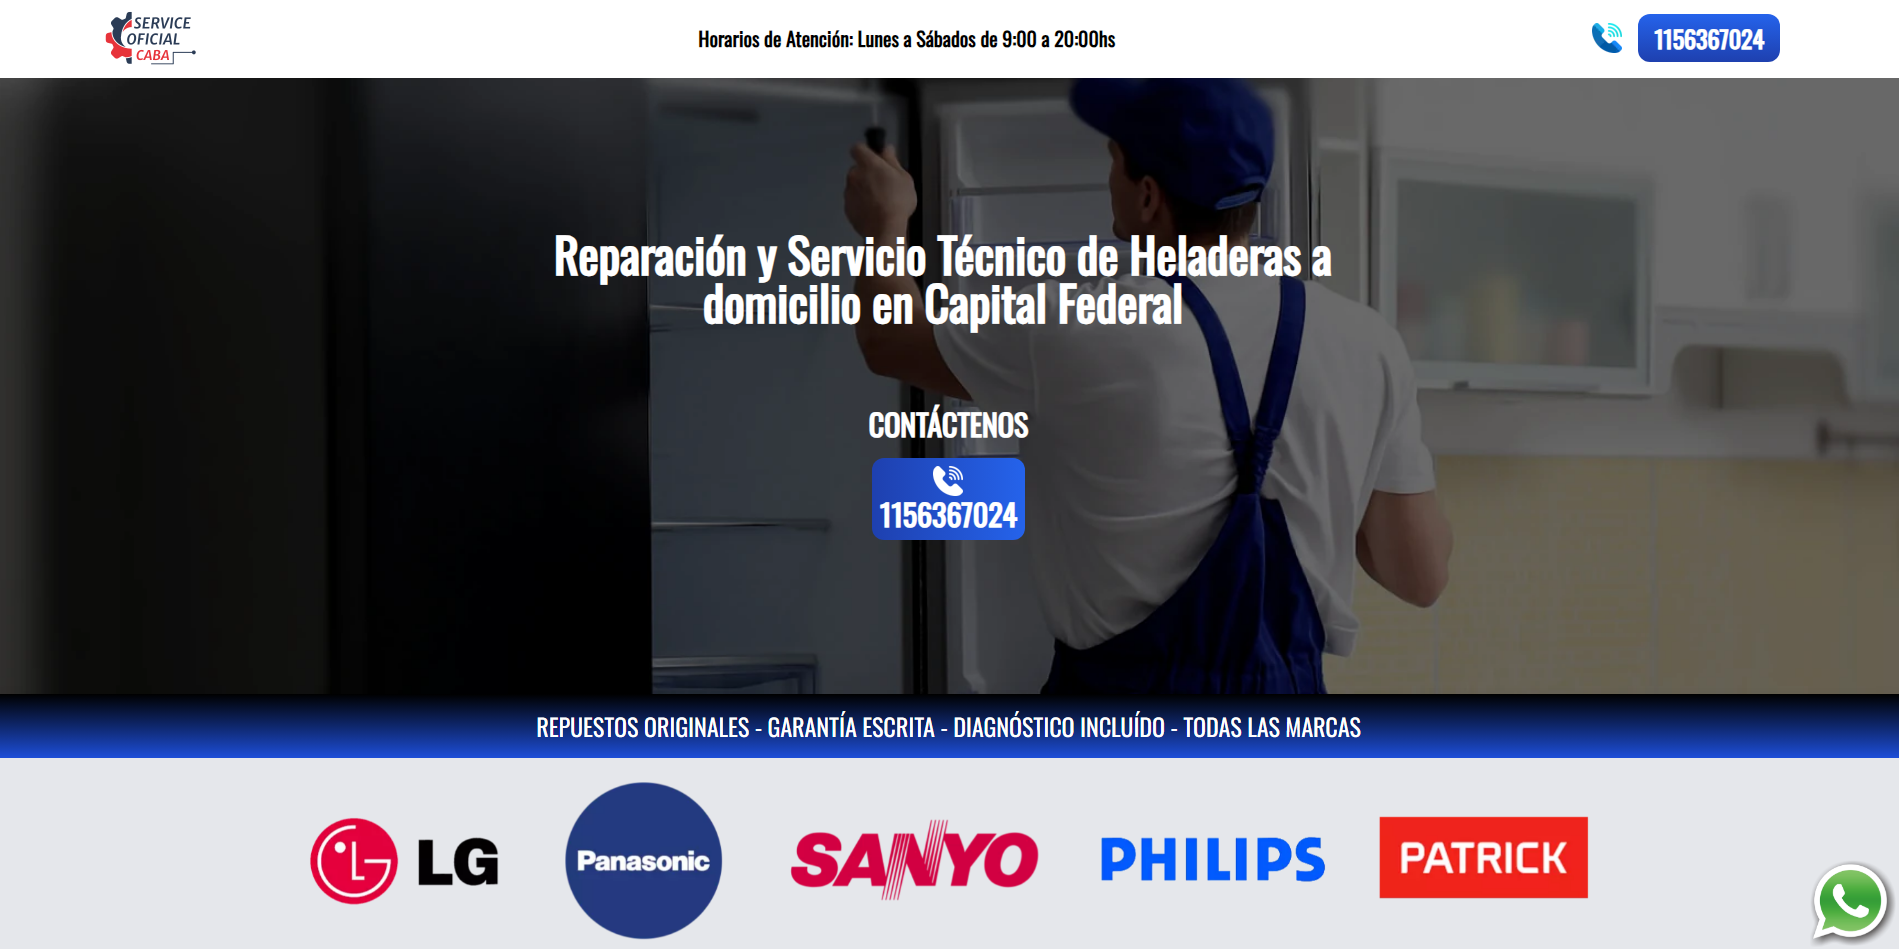 SERVICE
OFICIAL
CABA
Horarios de Atención: Lunes a Sábados de 9:00 a 20:00hs
1156367024
Reparación y Servicio Técnico de Heladeras a
domicilio en Capital Federal
CONTÁCTENOS
1156367024
REPUESTOS ORIGINALES - GARANTÍA ESCRITA - DIAGNÓSTICO INCLUÍDO - TODAS LAS MARCAS
LG
Panasonic
SANYO
PHILIPS
PATRICK